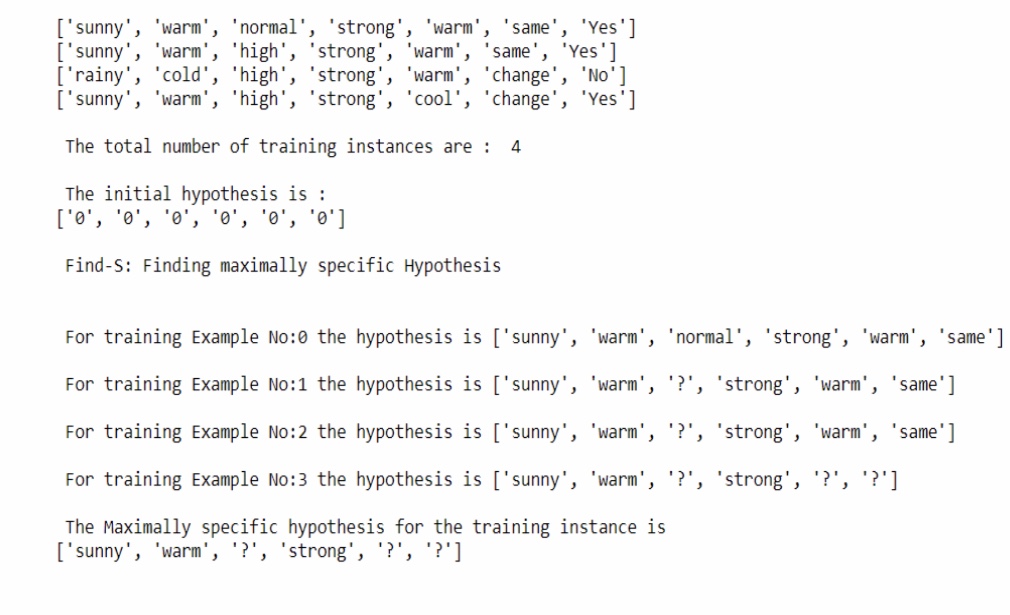 ['sunny', 'warm', 'normal', 'strong', 'warm', 'same', 'Yes']
['sunny', 'warm', 'high', 'strong', 'warm', 'same', 'Yes']
['rainy', 'cold', 'high', 'strong', 'warm', 'change', 'No']
['sunny', 'warm', 'high', 'strong', 'cool', 'change', 'Yes']
The total number of training instances are :  4
The initial hypothesis is :
['0', '0', '0', '0', '0', '0']
Find-S: Finding maximally specific Hypothesis
For training Example No:0 the hypothesis is ['sunny', 'warm', 'normal', 'strong', 'warm', 'same']
For training Example No:1 the hypothesis is ['sunny', 'warm', '?', 'strong', 'warm', 'same']
For training Example No:2 the hypothesis is ['sunny', 'warm', '?', 'strong', 'warm', 'same']
For training Example No:3 the hypothesis is ['sunny', 'warm', '?', 'strong', '?', '?']
The Maximally specific hypothesis for the training instance is
['sunny', 'warm', '?', 'strong', '?', '?']